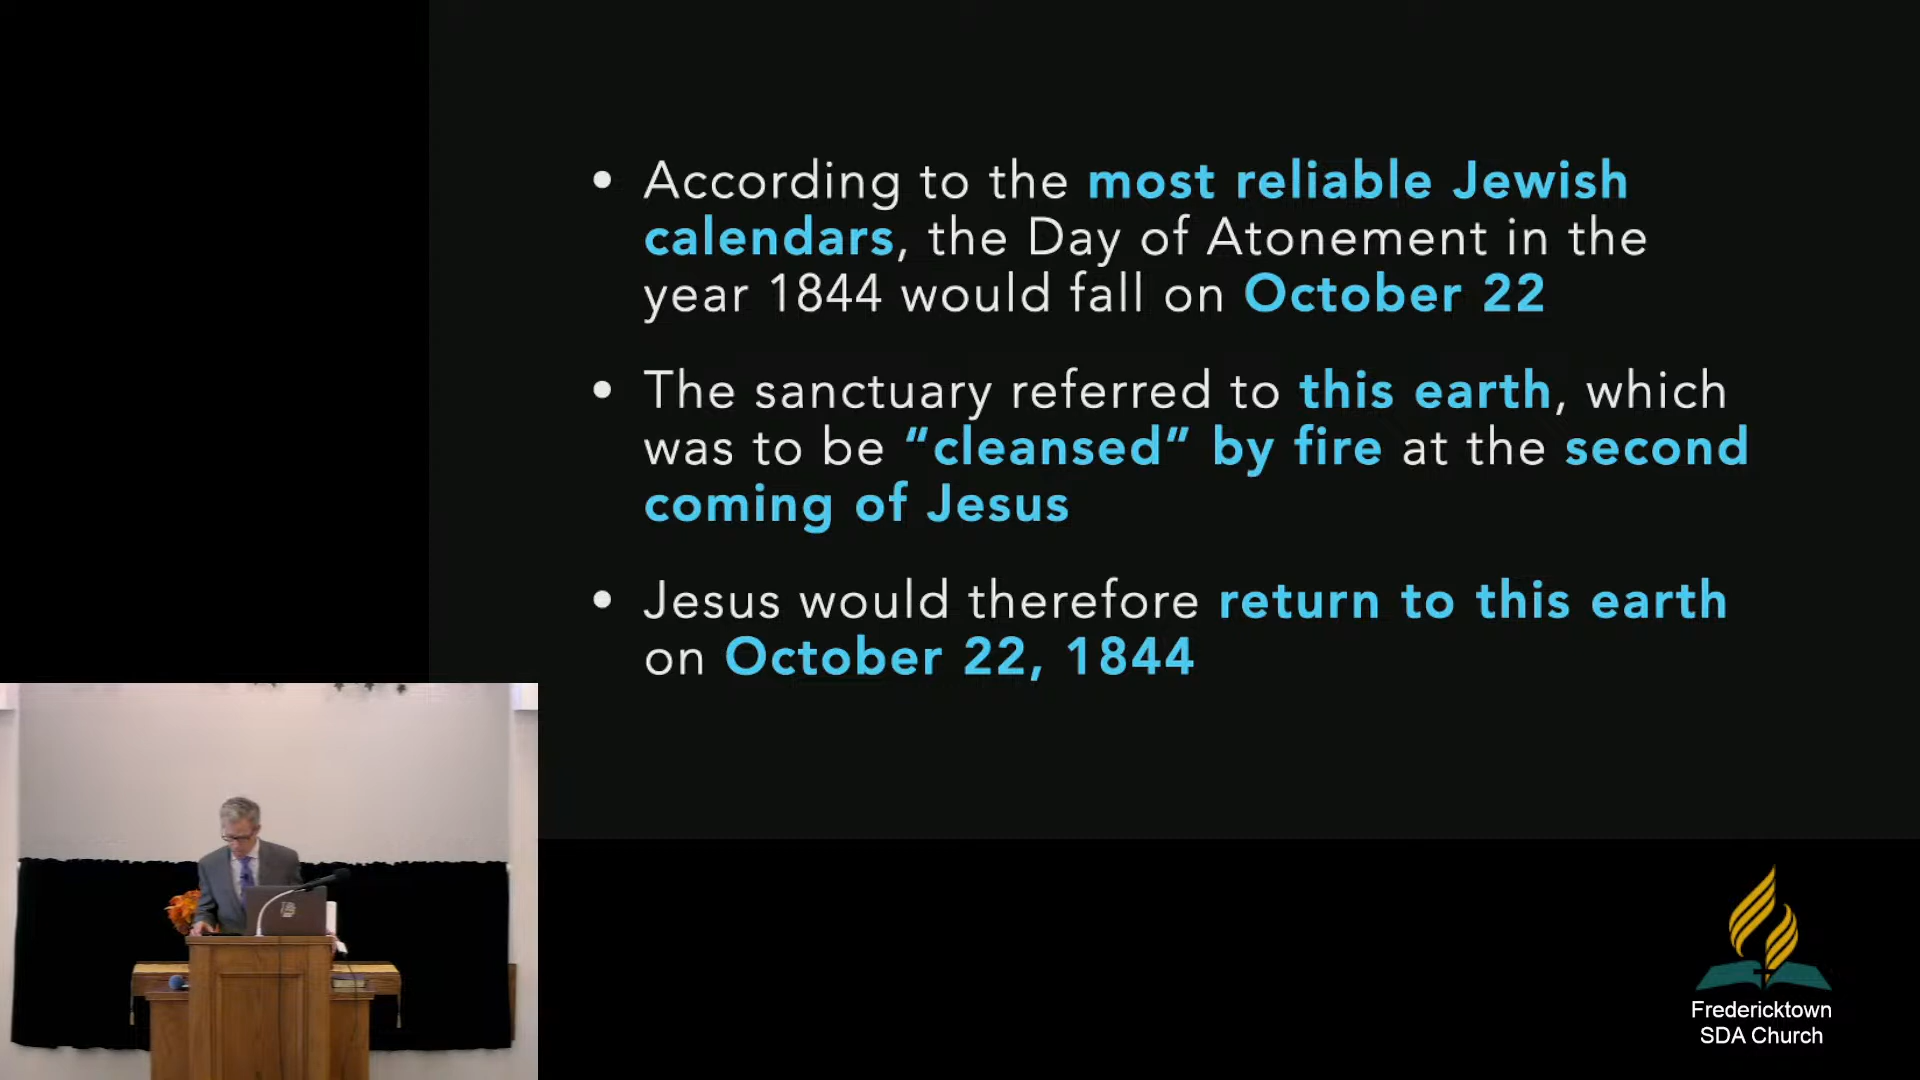 • According to the most reliable Jewish
calendars, the Day of Atonement in the
year 1844 would fall on October 22
• The sanctuary referred to this earth, which
was to be “cleansed” by fire at the second
coming of Jesus
• Jesus would therefore return to this earth
on October 22, 1844
Fredericktown
SDA Church